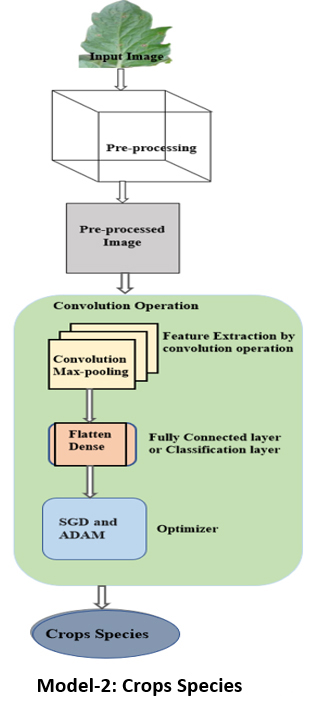 Input Image
Pre-processing
Pre-processed
Image
Convolution Operation
Feature Extraction by
convolution operation
Convolution
Max-pooling
Flatten
Dense
Fully Connected layer
or Classification layer
SGD and
ADAM
Optimizer
Crops Species
Model-2: Crops Species